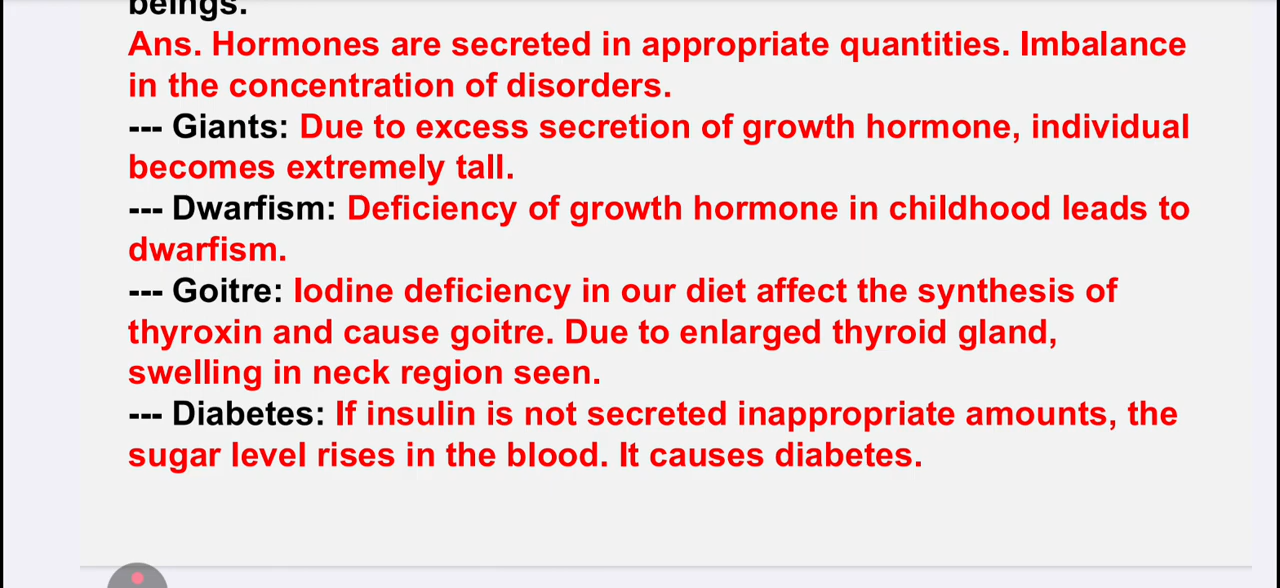 beings.
Ans. Hormones are secreted in appropriate quantities. Imbalance
in the concentration of disorders.
--- Giants: Due to excess secretion of growth hormone, individual
becomes extremely tall.
--- Dwarfism: Deficiency of growth hormone in childhood leads to
dwarfism.
--- Goitre: Iodine deficiency in our diet affect the synthesis of
thyroxin and cause goitre. Due to enlarged thyroid gland,
swelling in neck region seen.
--- Diabetes: If insulin is not secreted inappropriate amounts, the
sugar level rises in the blood. It causes diabetes.